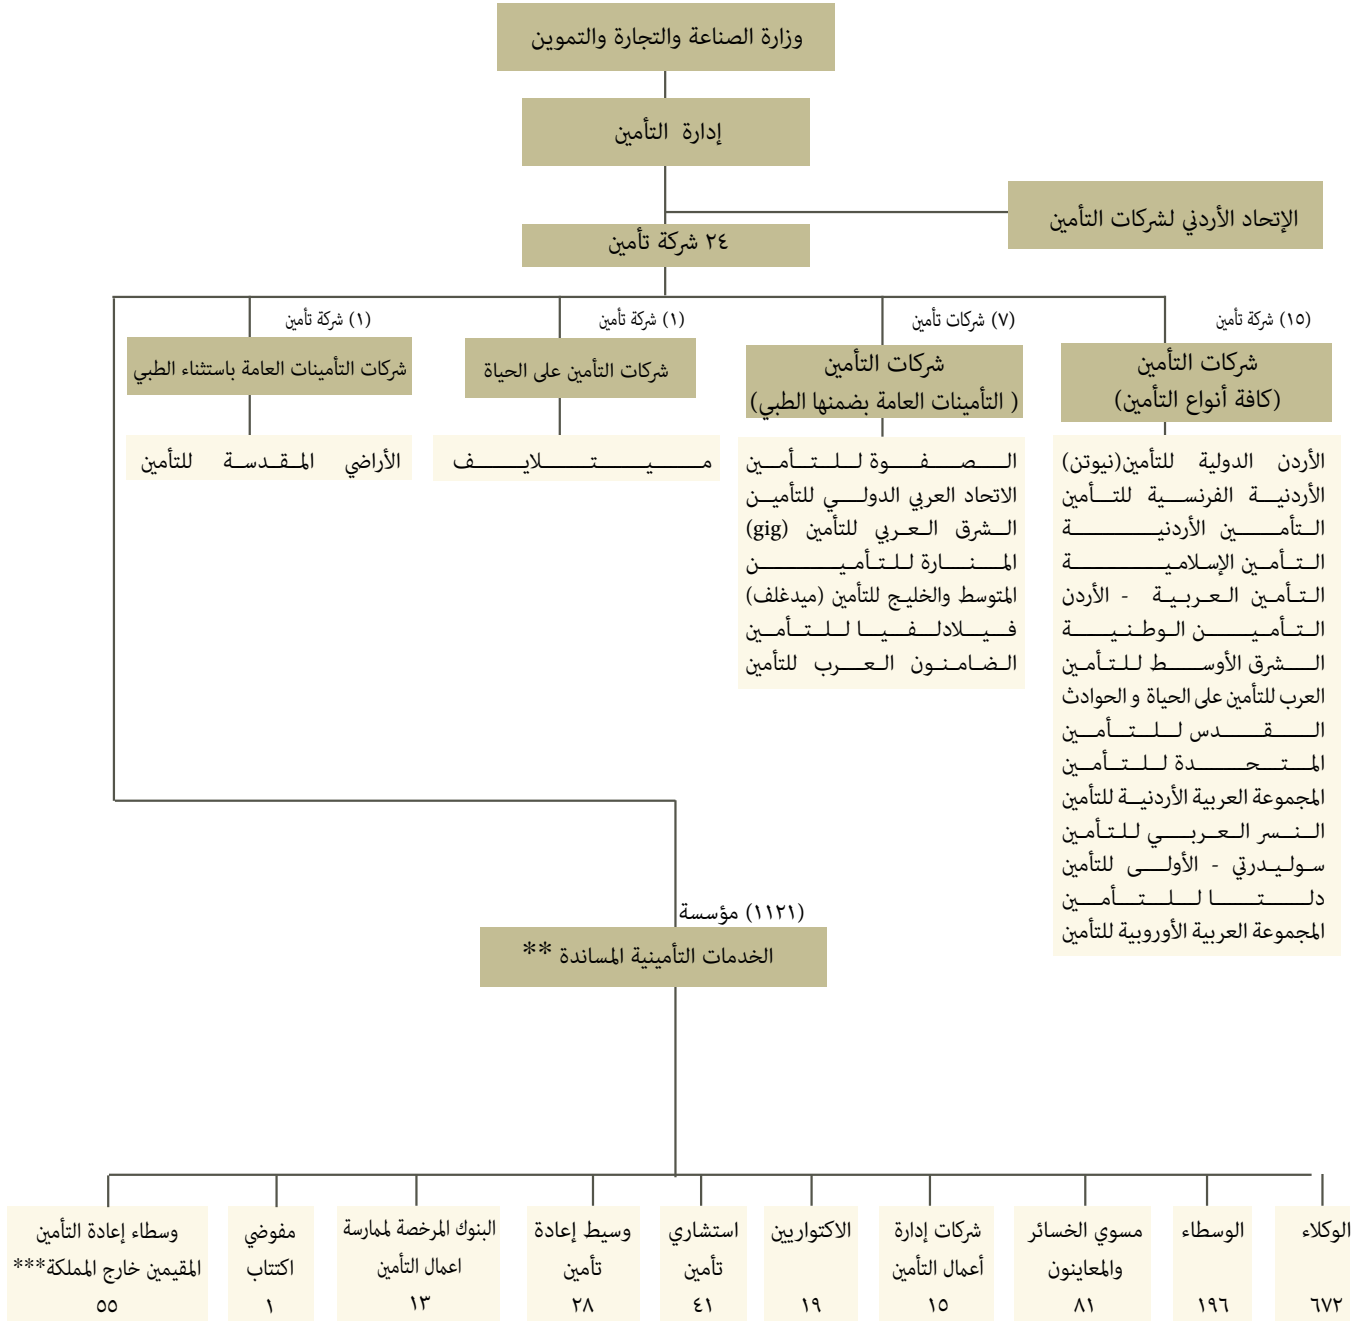 وزارة الصناعة والتجارة والتموين
إدارة التأمين
الإتحاد الأردني لشركات التأمين
٢٤ شركة تأمين
(١٥) شركة تأمين
شركات التأمين
(كافة أنواع التأمين)
الأردن الدولية للتأمين(نيوتن)
الأردنية الفرنسية للتأمين
التأمين الأردنية
التأمين الإسلامية
التأمين العربية - الأردن
التأمين الوطنية
الشرق الأوسط للتأمين
العرب للتأمين على الحياة و الحوادث
القدس للتأمين
المتحدة للتأمين
المجموعة العربية الأردنية للتأمين
النسر العربي للتأمين
سوليدرتي - الأولى للتأمين
دلتا للتأمين
المجموعة العربية الأوروبية للتأمين
(٧) شركات تأمين
شركات التأمين
( التأمينات العامة بضمنها الطبي)
الصفوة للتأمين
الاتحاد العربي الدولي للتأمين
الشرق العربي للتأمين (gig)
المنارة للتأمين
المتوسط والخليج للتأمين (ميدغلف)
فيلادلفيا للتأمين
الضامنون العرب للتأمين
(١) شركة تأمين
شركات التأمين على الحياة
ميتلايف
(١) شركة تأمين
شركات التأمينات العامة باستثناء الطبي
الأراضي المقدسة للتأمين
(١١٢١) مؤسسة
الخدمات التأمينية المساندة **
الوكلاء
٦٧٢
الوسطاء
١٩٦
مسوي الخسائر
والمعاينون
٨١
شركات إدارة
أعمال التأمين
١٥
الاكتواريين
١٩
استشاري
تأمين
٤١
وسيط إعادة
تأمين
٢٨
البنوك المرخصة لممارسة
اعمال التأمين
١٣
مفوضي
اكتتاب
١
وسطاء إعادة التأمين
المقيمين خارج المملكة***
٥٥